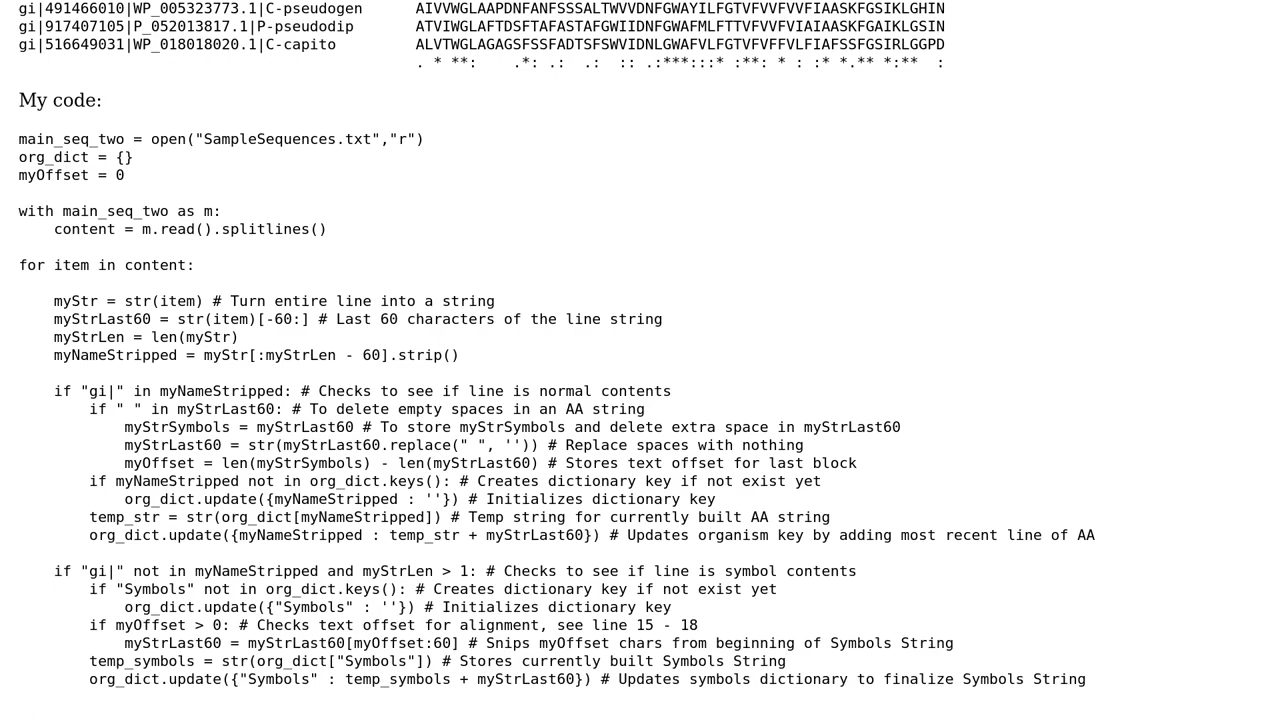 gi|491466010|WP_005323773.1|C-pseudogen      AIVVWGLAAPDNFANFSSSALTWVVDNFGWAYILFGTVFVVFVVFIAASKFGSIKLGHIN
gi|917407105|P_052013817.1|P-pseudodip       ATVIWGLAFTDSFTAFASTAFGWIIDNFGWAFMLFTTVFVVFVIAIAASKFGAIKLGSIN
gi|516649031|WP_018018020.1|C-capito         ALVTWGLAGAGSFSSFADTSFSWVIDNLGWAFVLFGTVFVFFVLFIAFSSFGSIRLGGPD
                                             . * **:    .*: .:  .:  :: .:***:::* :**: * : :* *.** *:**  :
My code:
main_seq_two = open("SampleSequences.txt","r")
org_dict = {}
myOffset = 0
with main_seq_two as m:
    content = m.read().splitlines()
for item in content:
    myStr = str(item) # Turn entire line into a string
    myStrLast60 = str(item)[-60:] # Last 60 characters of the line string
    myStrLen = len(myStr)
    myNameStripped = myStr[:myStrLen - 60].strip()
    if "gi|" in myNameStripped: # Checks to see if line is normal contents
        if " " in myStrLast60: # To delete empty spaces in an AA string
            myStrSymbols = myStrLast60 # To store myStrSymbols and delete extra space in myStrLast60
            myStrLast60 = str(myStrLast60.replace(" ", '')) # Replace spaces with nothing
            myOffset = len(myStrSymbols) - len(myStrLast60) # Stores text offset for last block
        if myNameStripped not in org_dict.keys(): # Creates dictionary key if not exist yet
            org_dict.update({myNameStripped : ''}) # Initializes dictionary key
        temp_str = str(org_dict[myNameStripped]) # Temp string for currently built AA string
        org_dict.update({myNameStripped : temp_str + myStrLast60}) # Updates organism key by adding most recent line of AA
    if "gi|" not in myNameStripped and myStrLen > 1: # Checks to see if line is symbol contents
        if "Symbols" not in org_dict.keys(): # Creates dictionary key if not exist yet
            org_dict.update({"Symbols" : ''}) # Initializes dictionary key
        if myOffset > 0: # Checks text offset for alignment, see line 15 - 18
            myStrLast60 = myStrLast60[myOffset:60] # Snips myOffset chars from beginning of Symbols String
        temp_symbols = str(org_dict["Symbols"]) # Stores currently built Symbols String
        org_dict.update({"Symbols" : temp_symbols + myStrLast60}) # Updates symbols dictionary to finalize Symbols String